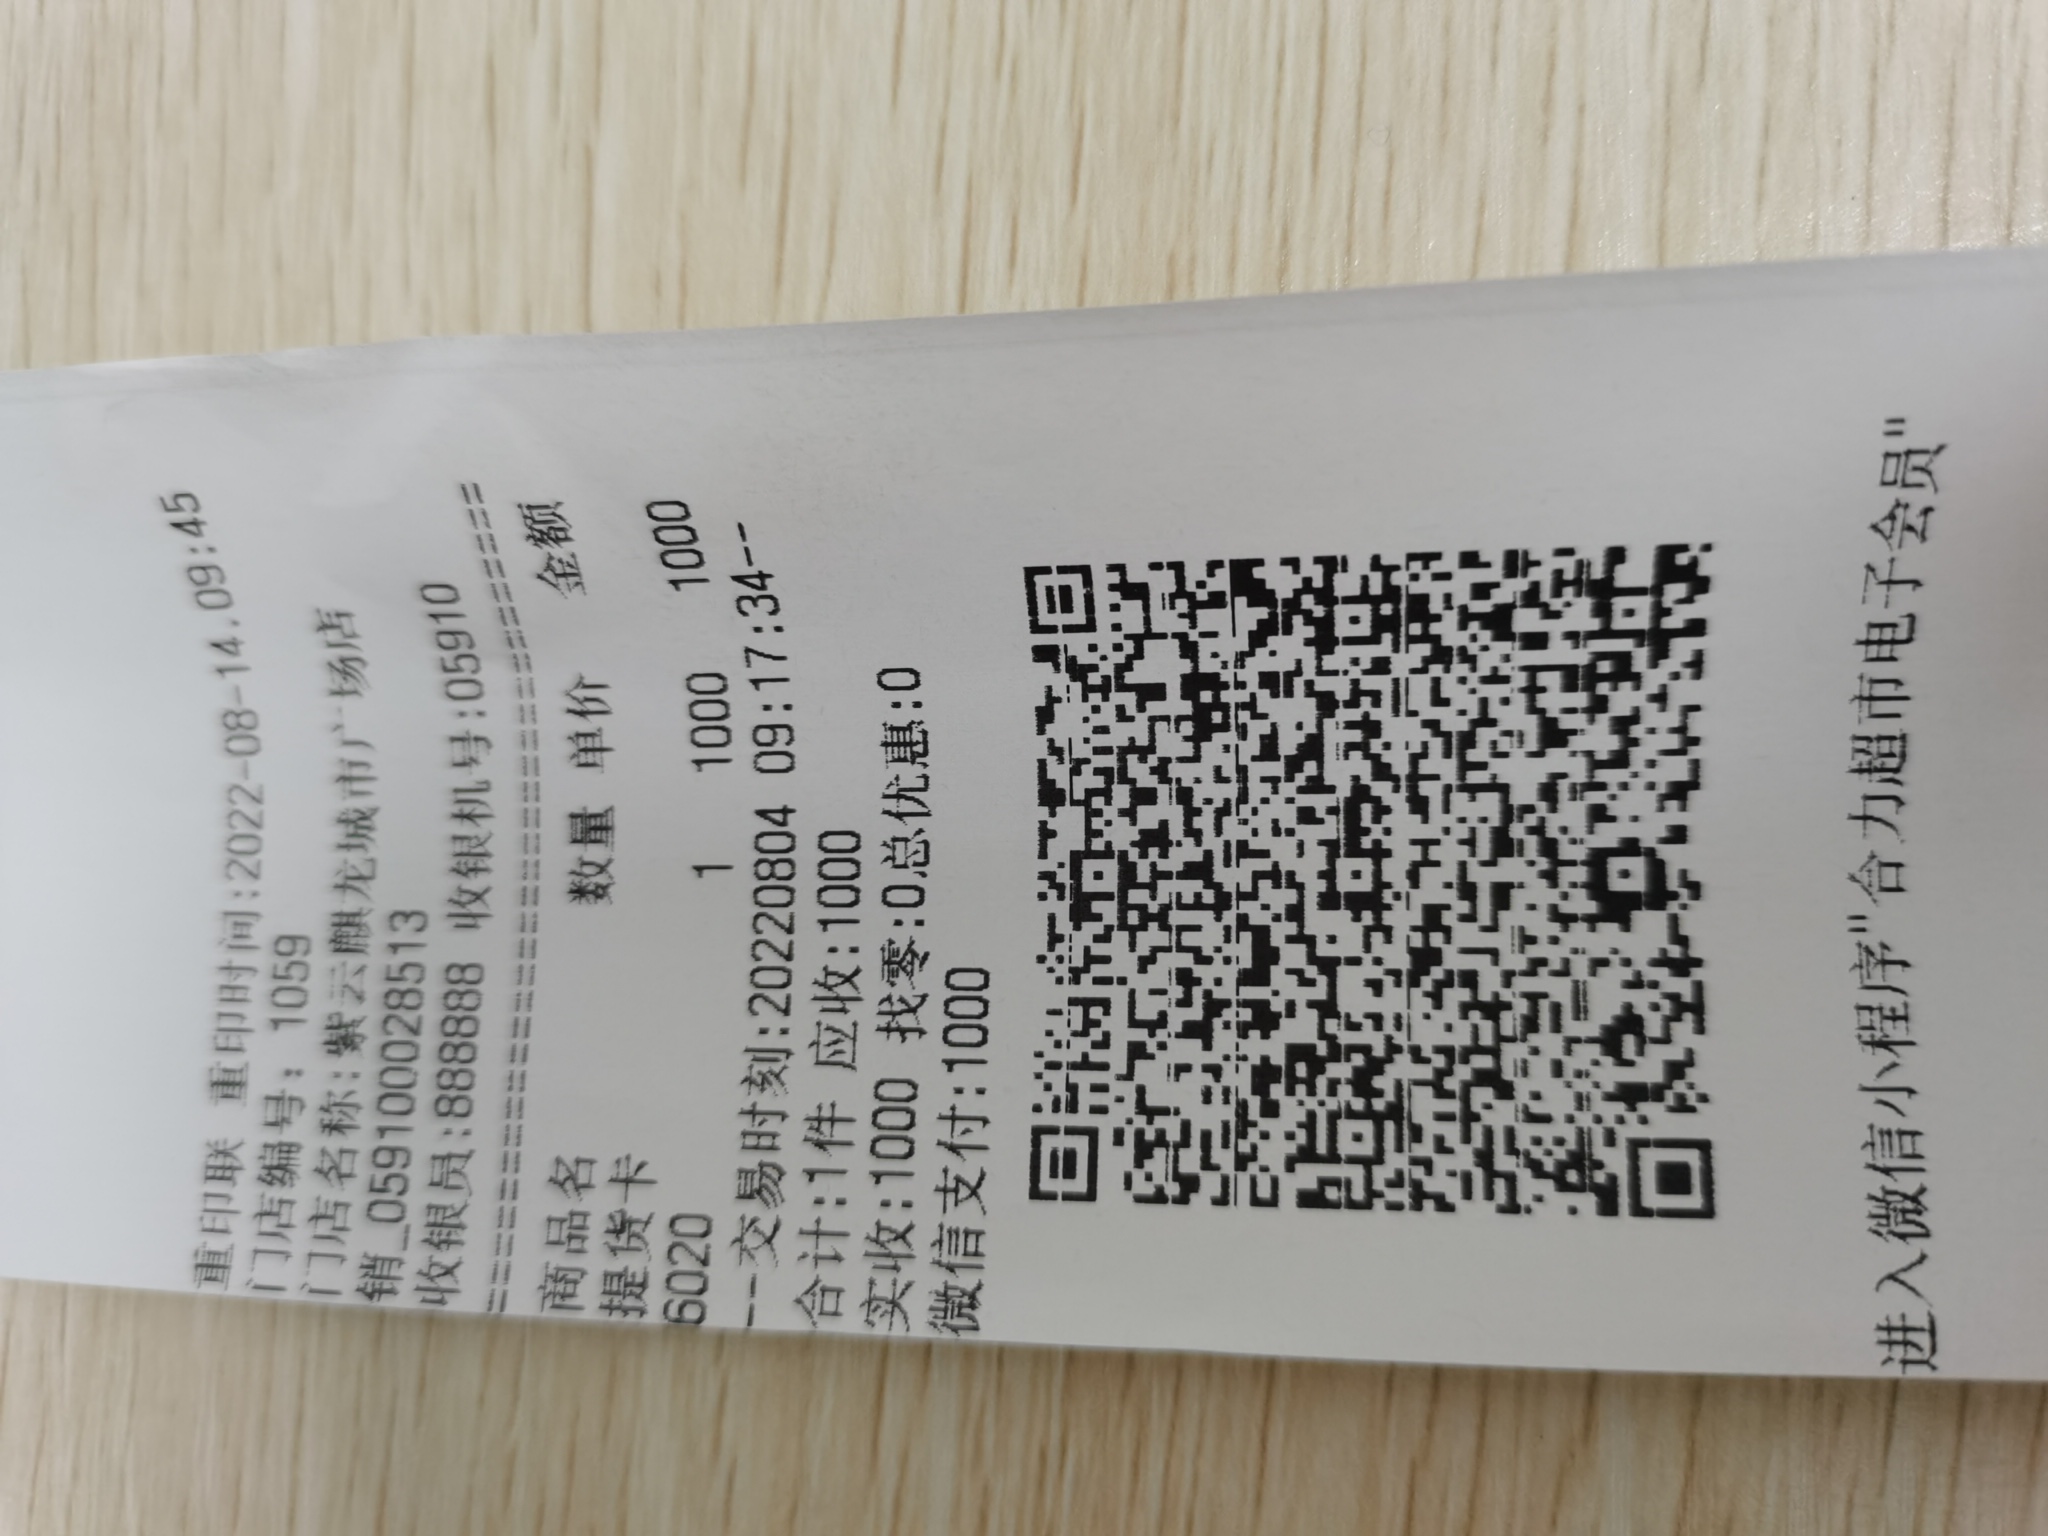 重印联 重印时间:2022-08-14.09:45
门店编号: 1059
门店名称:紫云麒龙城市广场店
销_0591000028513
收银员:888888 收银机号:05910
商品名 数量 单价 金额
提货卡
6020 1 1000 1000
--交易时刻:20220804 09:17:34--
合计:1件 应收:1000
实收:1000 找零:0总优惠:0
微信支付:1000
进入微信小程序"合力超市电子会员"